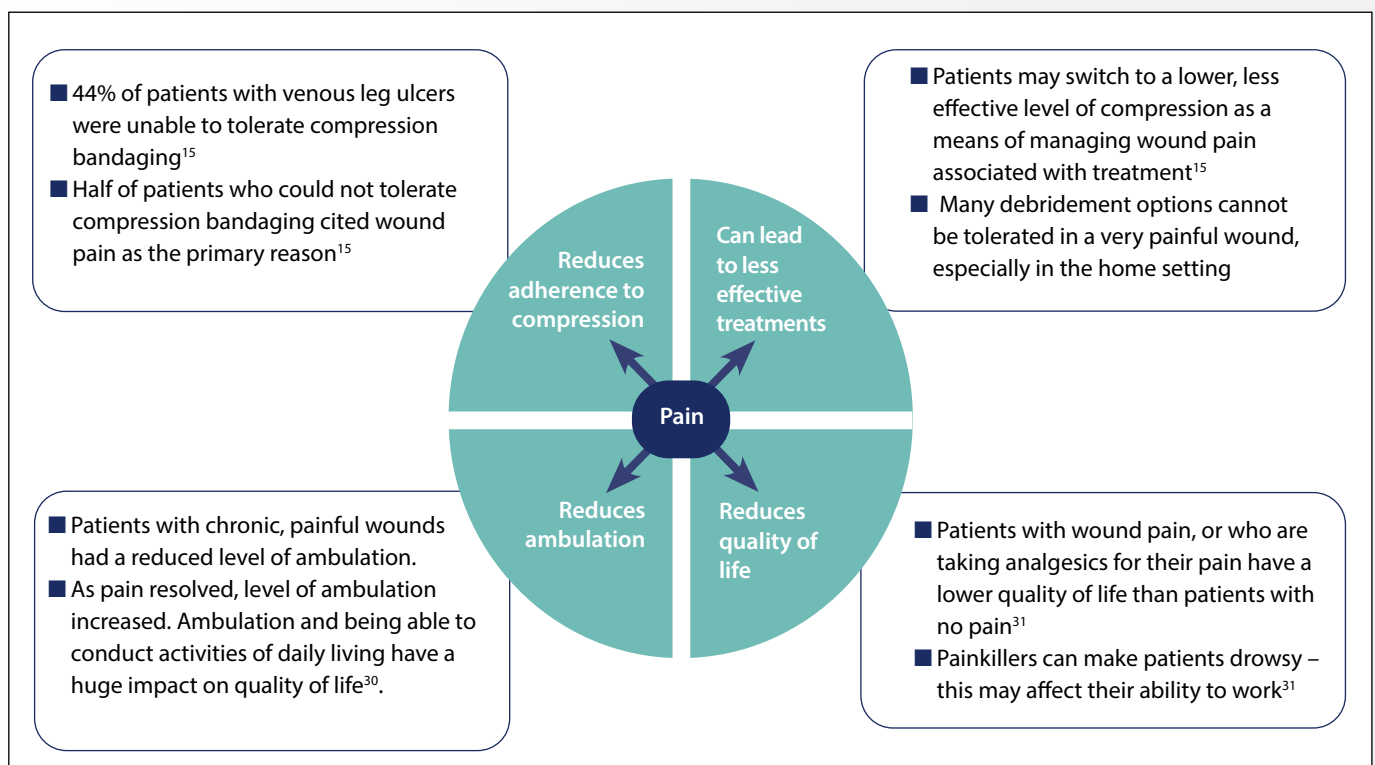 ■ 44% of patients with venous leg ulcers
were unable to tolerate compression
bandaging15
■ Half of patients who could not tolerate
compression bandaging cited wound
pain as the primary reason15
■ Patients may switch to a lower, less
effective level of compression as a
means of managing wound pain
associated with treatment15
■ Many debridement options cannot
be tolerated in a very painful wound,
especially in the home setting
Reduces
adherence to
compression
Can lead
to less
effective
treatments
Pain
Reduces
ambulation
Reduces
quality of
life
■ Patients with chronic, painful wounds
had a reduced level of ambulation.
■ As pain resolved, level of ambulation
increased. Ambulation and being able to
conduct activities of daily living have a
huge impact on quality of life30.
■ Patients with wound pain, or who are
taking analgesics for their pain have a
lower quality of life than patients with
no pain31
■ Painkillers can make patients drowsy –
this may affect their ability to work31